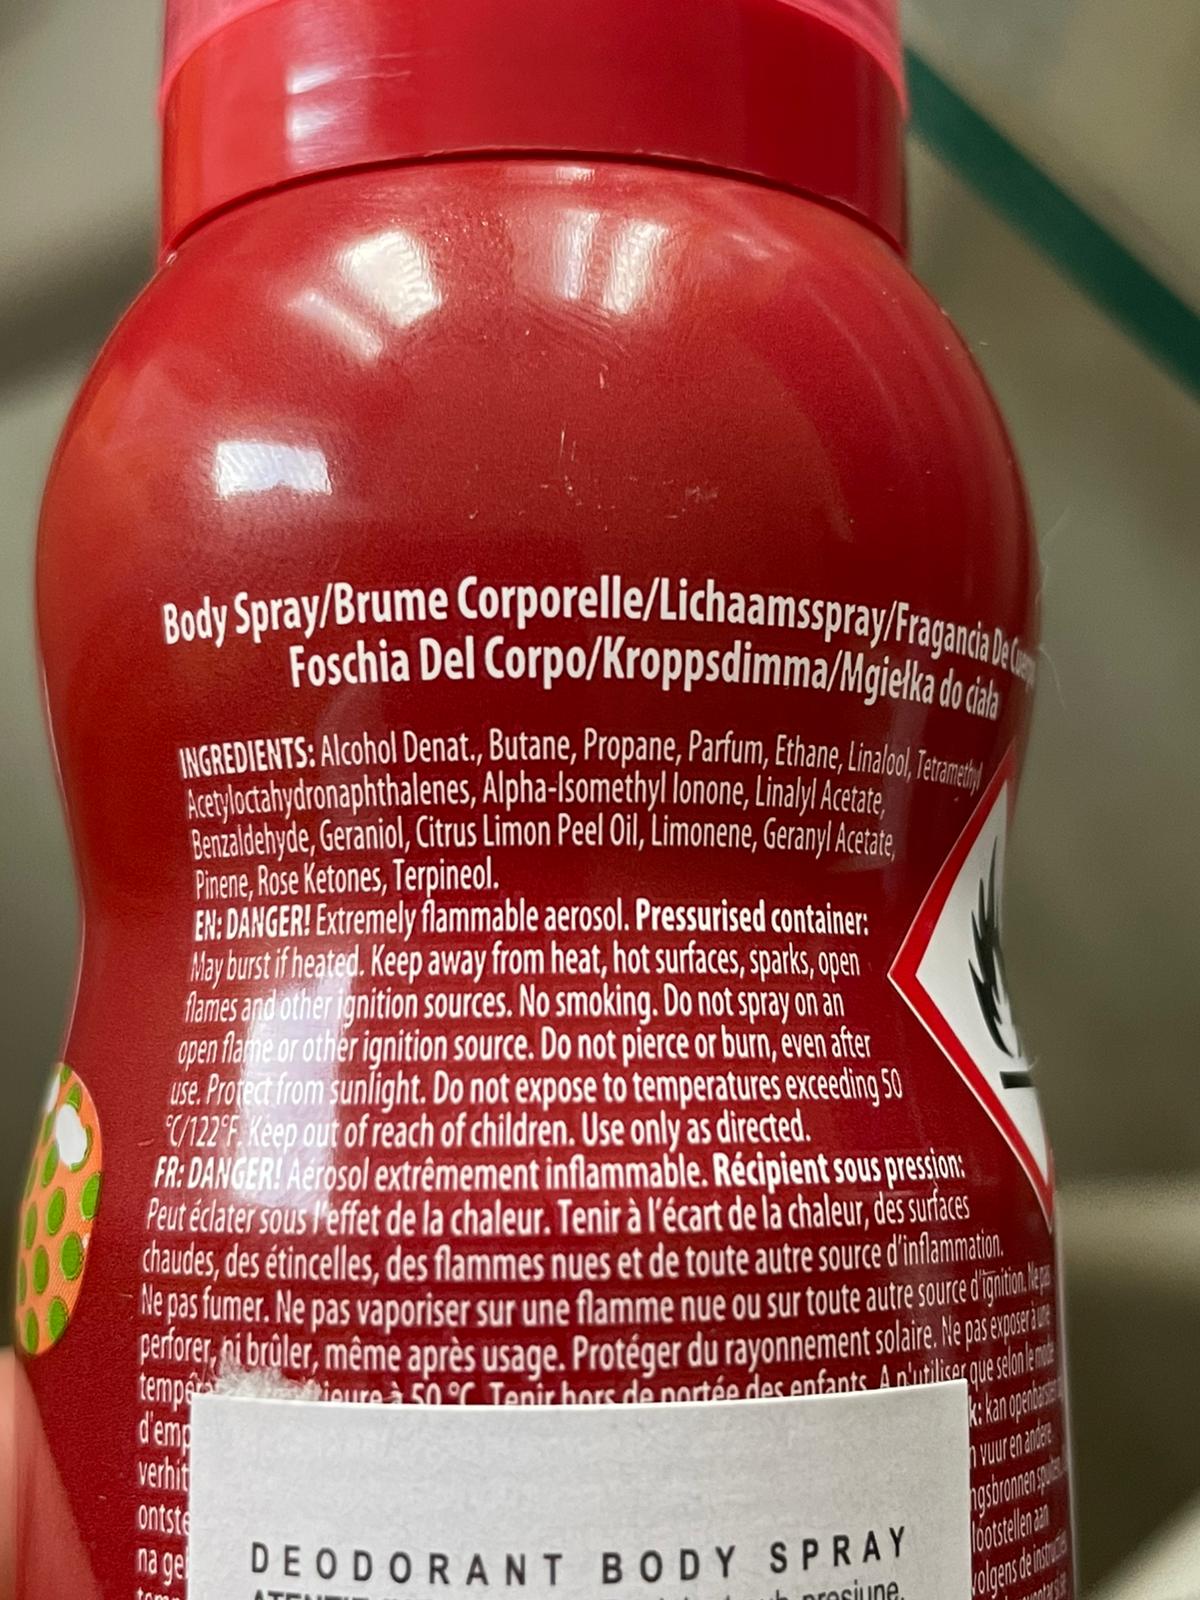 Body Spray/Brume Corporelle/Lichaamsspray/Fragancia De
Foschia Del Corpo/Kroppsdimma/Mgiełka do ciała
INGREDIENTS: Alcohol Denat., Butane, Propane, Parfum, Ethane, Linalool, Tetramethyl
Acetyloctahydronaphthalenes, Alpha-Isomethyl Ionone, Linalyl Acetate,
Benzaldehyde, Geraniol, Citrus Limon Peel Oil, Limonene, Geranyl Acetate,
Pinene, Rose Ketones, Terpineol.
EN: DANGER! Extremely flammable aerosol. Pressurised container:
May burst if heated. Keep away from heat, hot surfaces, sparks, open
flames and other ignition sources. No smoking. Do not spray on an
open flame or other ignition source. Do not pierce or burn, even after
use. Protect from sunlight. Do not expose to temperatures exceeding 50
°C/122°F. Keep out of reach of children. Use only as directed.
FR: DANGER! Aérosol extrêmement inflammable. Récipient sous pression:
Peut éclater sous l'effet de la chaleur. Tenir à l'écart de la chaleur, des surfaces
chaudes, des étincelles, des flammes nues et de toute autre source d'inflammation.
Ne pas fumer. Ne pas vaporiser sur une flamme nue ou sur toute autre source d'ignition. Ne pas
perforer, ni brûler, même après usage. Protéger du rayonnement solaire. Ne pas exposer à une
à 50 °C. Tenir hors de portée des enfants. A n'utiliser que selon le mode
d'emp k: kan openbarsten
verhit vuur en andere
ontste
na ge lootstellen aan
volgens de
DEODORANT BODY SPRAY
presiune.